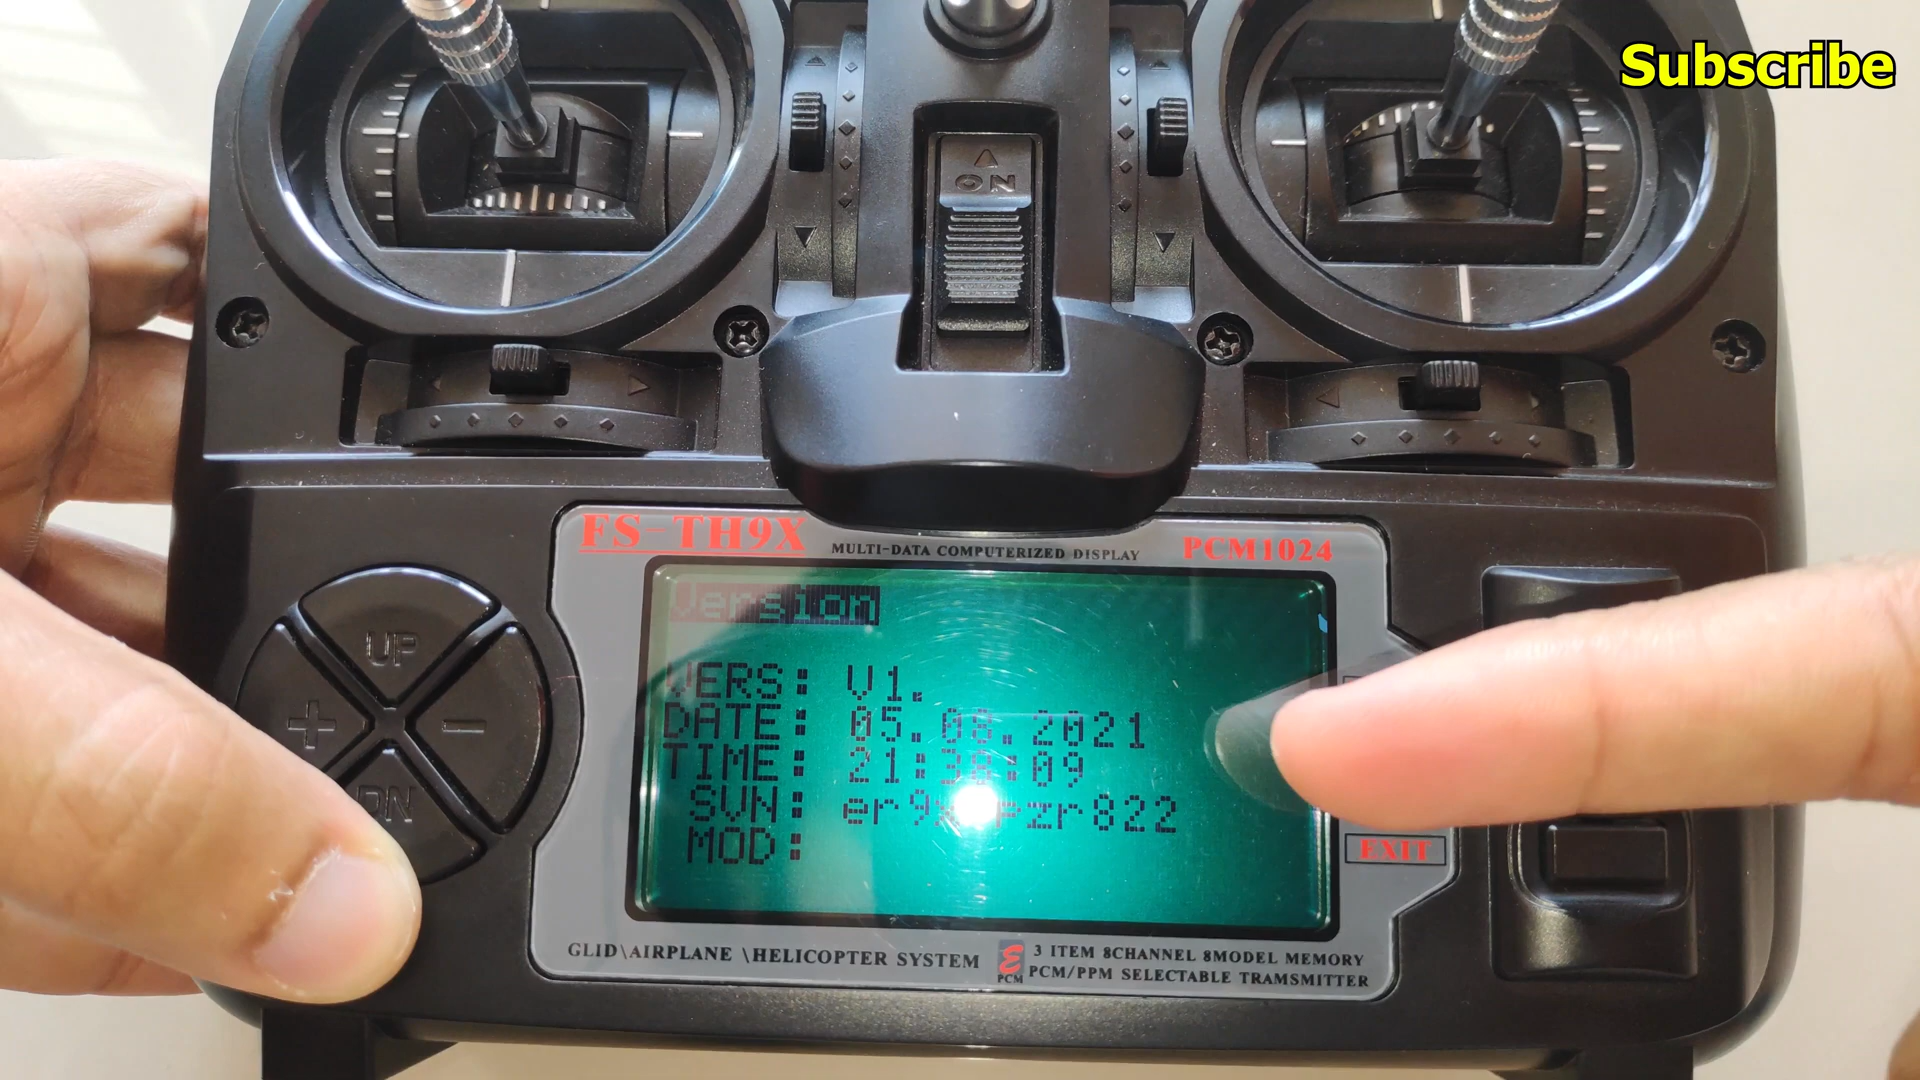 Subscribe
ON
FS-TH9X
MULTI-DATA COMPUTERIZED DISPLAY
PCM1024
Version
VERS: V1.
DATE: 05.08.2021
TIME: 21:38:09
SVN: er9x rzr822
MOD:
UP
+
-
DN
EXIT
GLID\AIRPLANE \HELICOPTER SYSTEM
PCM
3 ITEM 8CHANNEL 8MODEL MEMORY
PCM/PPM SELECTABLE TRAMSMITTER